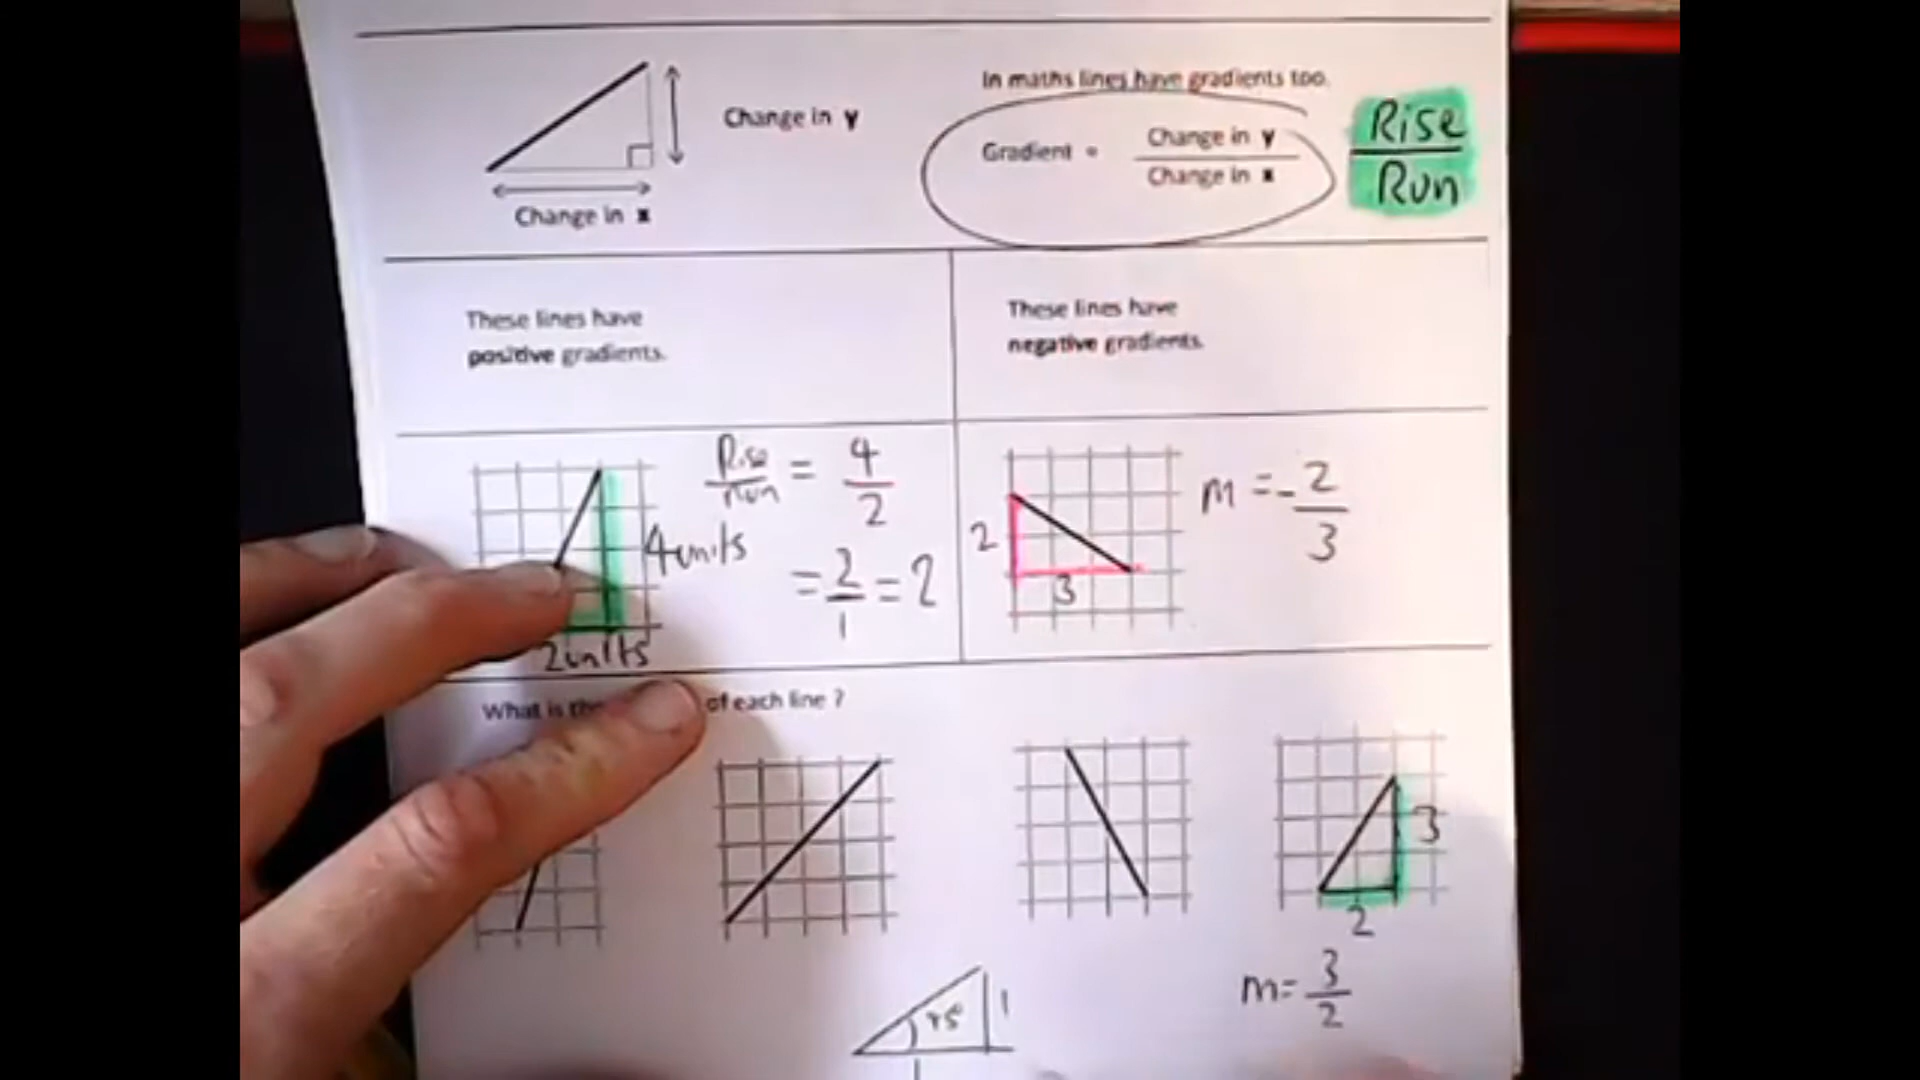 In maths lines have gradients too.
Change in y
Gradient = Change in y
Change in x
Rise
Run
Change in x
These lines have
positive gradients.
These lines have
negative gradients.
Rise
run
= 4
2
4units
= 2
1
= 2
2units
2
3
m = - 2
3
What is the
of each line ?
3
2
m = 3
2
45°
1
1